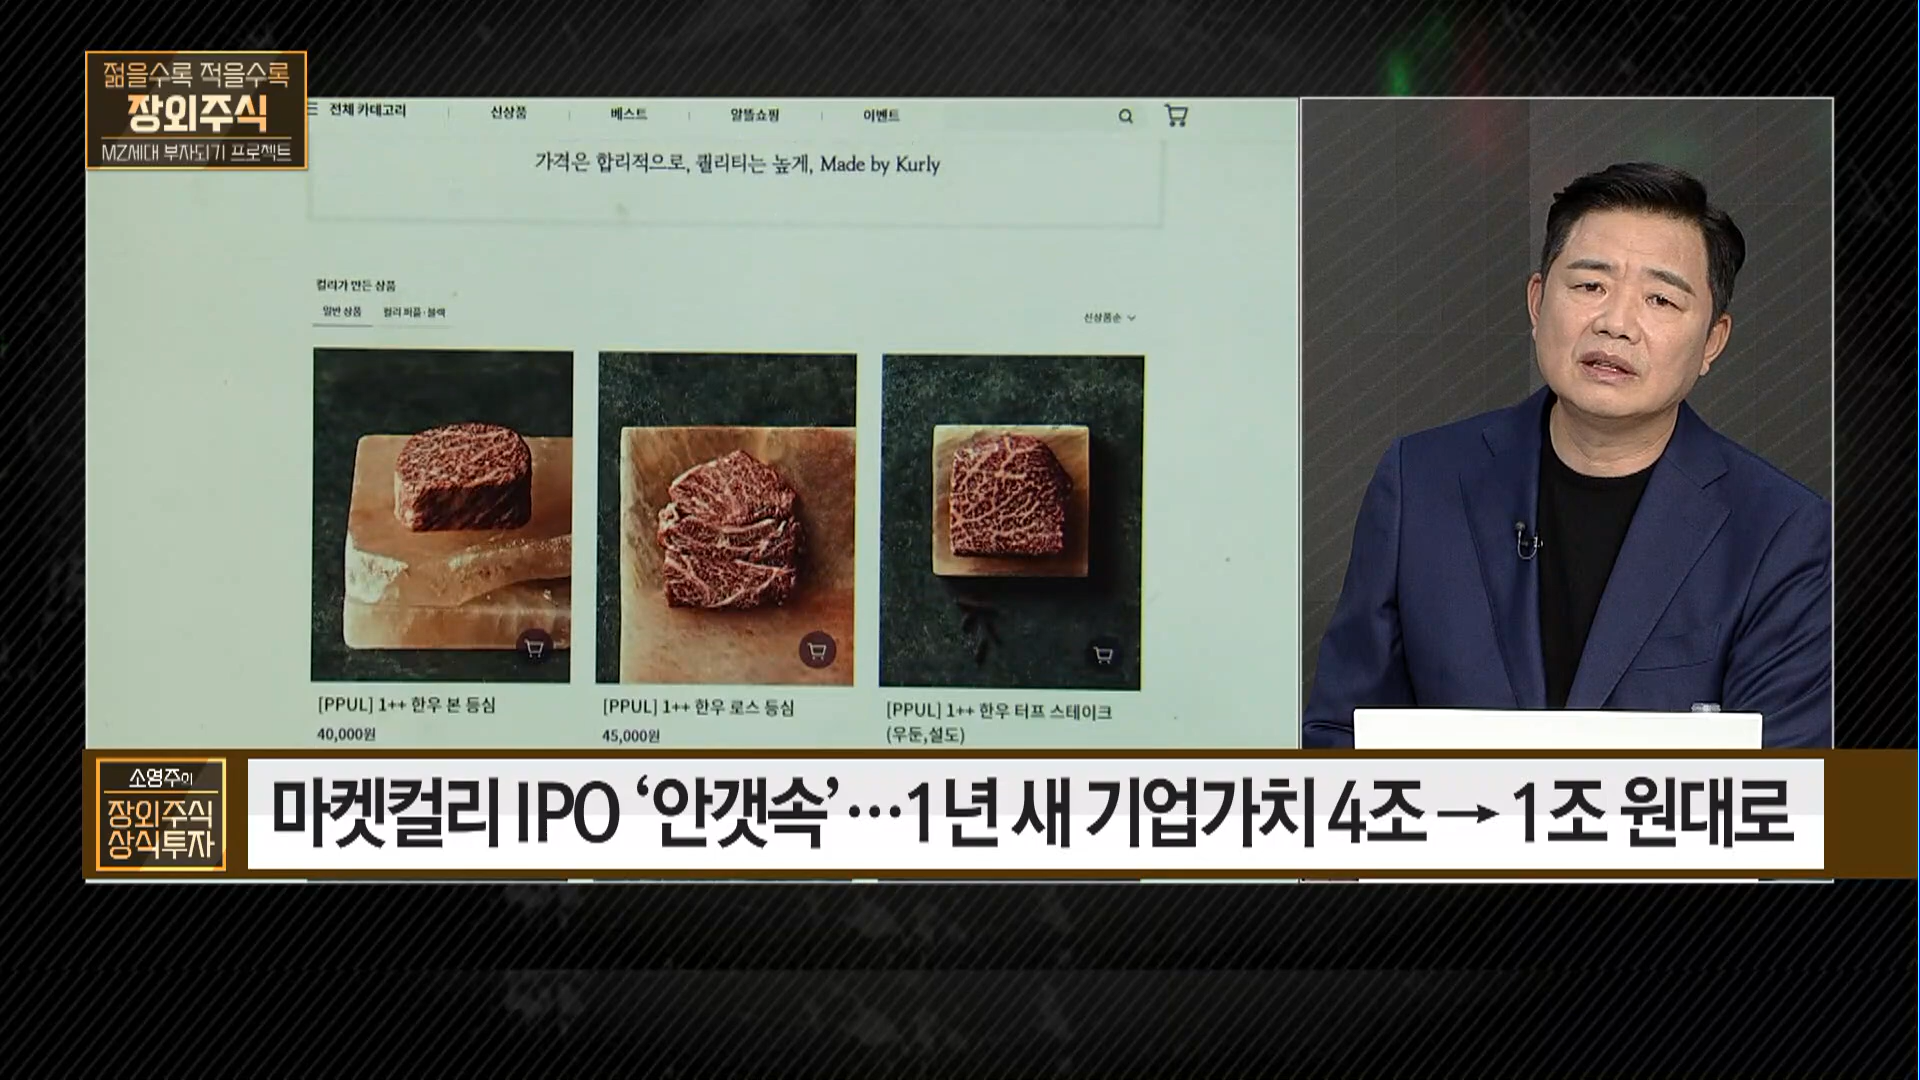 젊을수록 적을수록
장외주식
MZ세대 부자되기 프로젝트
전체 카테고리 신상품 베스트 알뜰쇼핑 이벤트
가격은 합리적으로, 퀄리티는 높게, Made by Kurly
컬리가 만든 상품
일반 상품 컬리 퍼플·블랙
신상품순
[PPUL] 1++ 한우 본 등심
40,000원
[PPUL] 1++ 한우 로스 등심
45,000원
[PPUL] 1++ 한우 터프 스테이크
(우둔,설도)
소영주의
장외주식
상식투자
마켓컬리 IPO ‘안갯속’…1년 새 기업가치 4조→1조 원대로